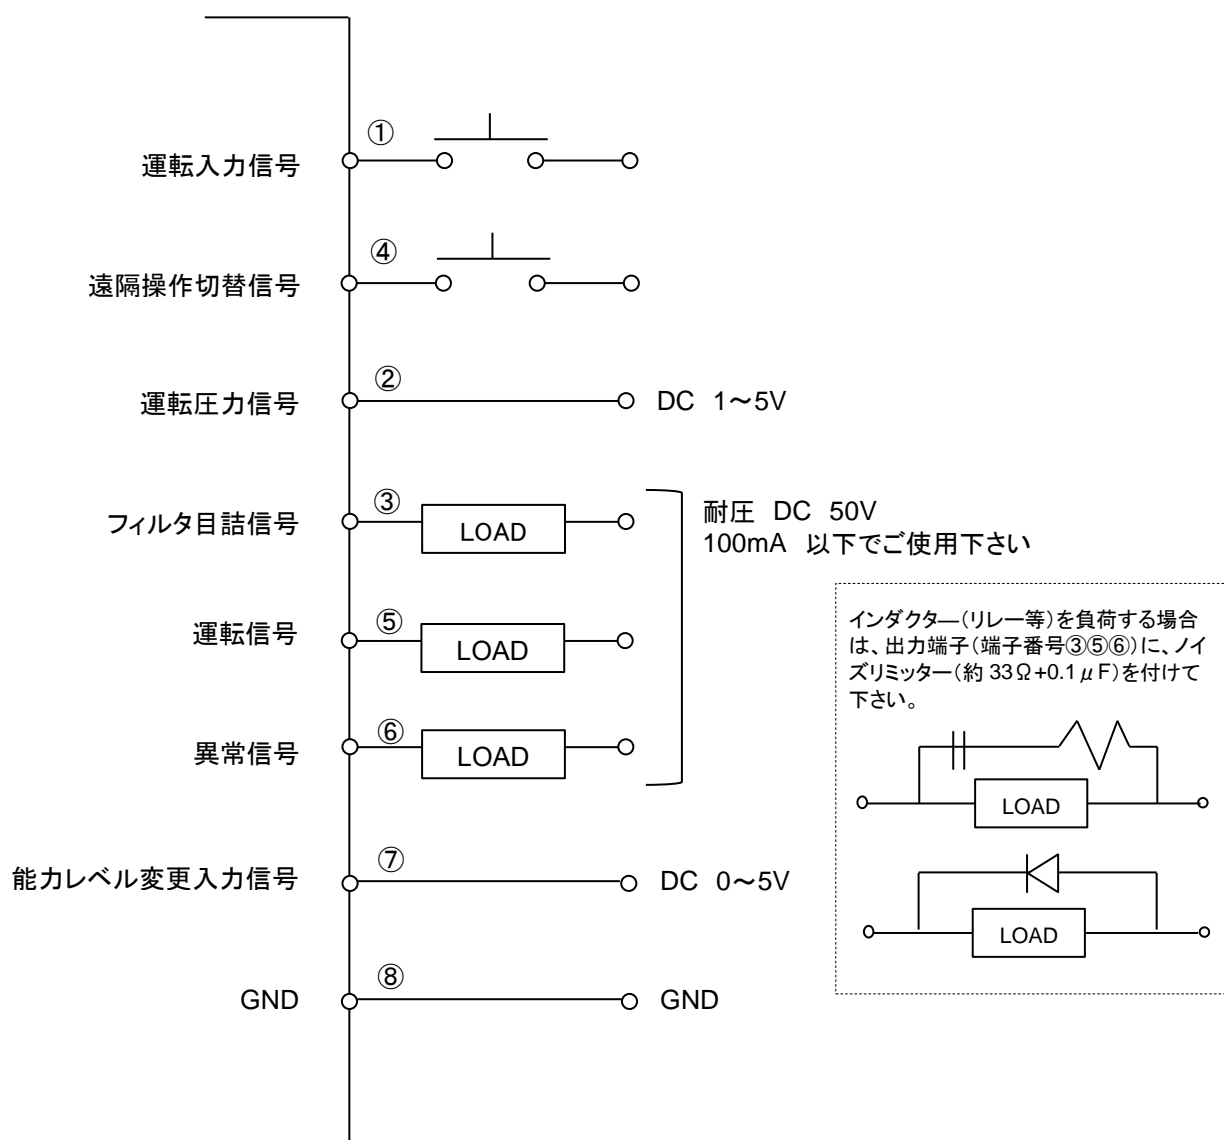 ①
運転入力信号
④
遠隔操作切替信号
②
運転圧力信号
DC 1～5V
③
フィルタ目詰信号
LOAD
耐圧 DC 50V
100mA 以下でご使用下さい
⑤
運転信号
LOAD
⑥
異常信号
LOAD
インダクタ―(リレー等)を負荷する場合
は、出力端子(端子番号③⑤⑥)に、ノイ
ズリミッター(約 33Ω+0.1μF)を付けて
下さい。
LOAD
LOAD
⑦
能力レベル変更入力信号
DC 0～5V
⑧
GND
GND